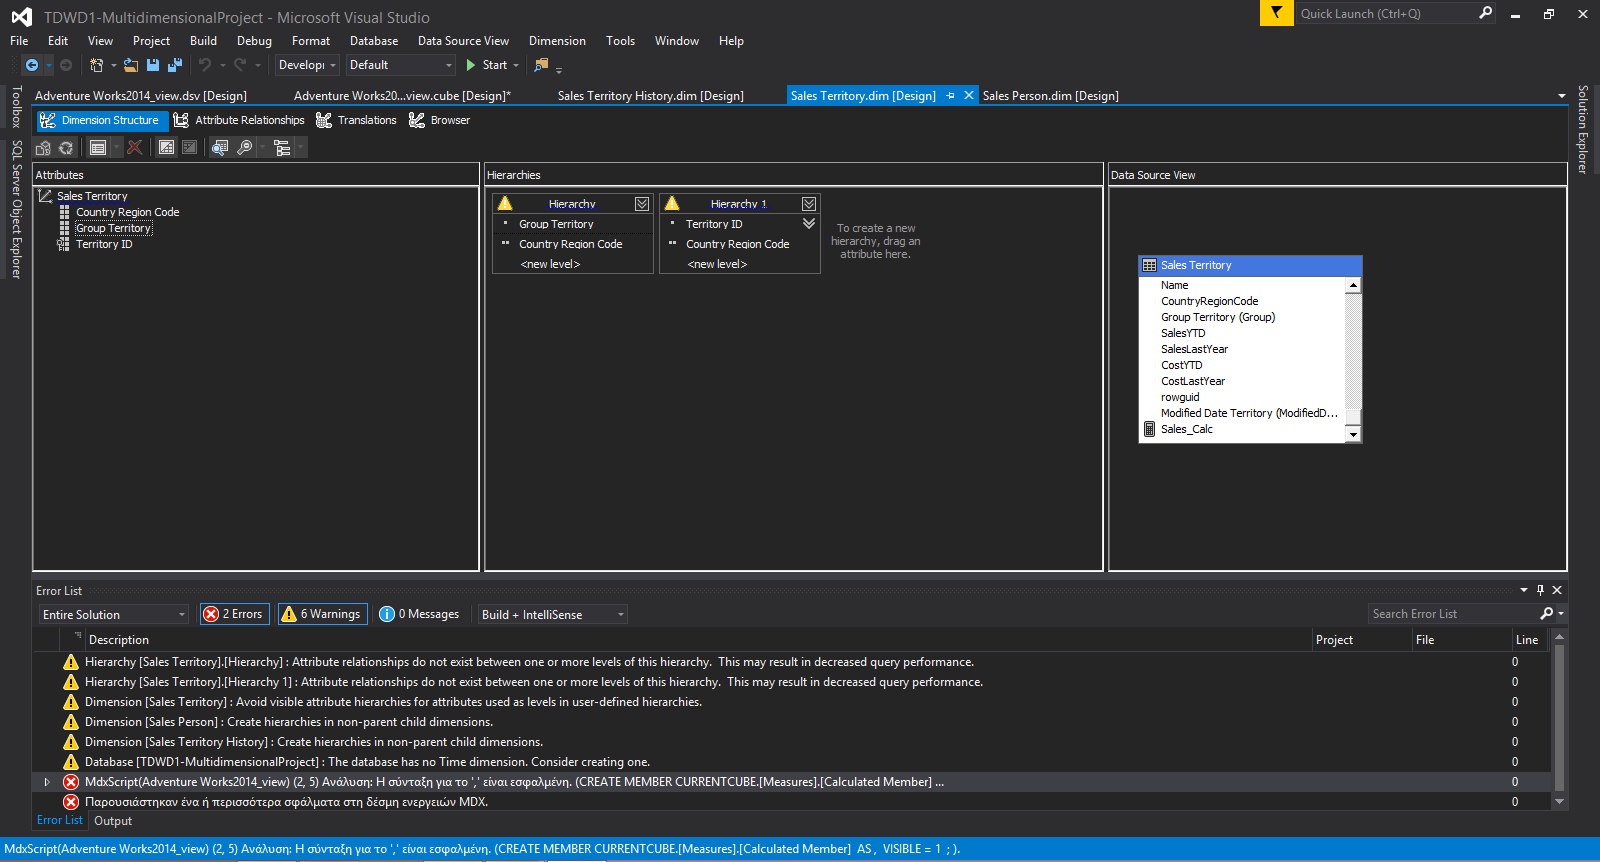 TDWD1-MultidimensionalProject - Microsoft Visual Studio
Quick Launch (Ctrl+Q)
File Edit View Project Build Debug Format Database Data Source View Dimension Tools Window Help
Develop Default Start
Toolbox
SQL Server Object Explorer
Solution Explorer
Adventure Works2014_view.dsv [Design] Adventure Works20...view.cube [Design]* Sales Territory History.dim [Design] Sales Territory.dim [Design] Sales Person.dim [Design]
Dimension Structure Attribute Relationships Translations Browser
Attributes
Sales Territory
Country Region Code
Group Territory
Territory ID
Hierarchies
Hierarchy
Group Territory
Country Region Code
<new level>
Hierarchy 1
Territory ID
Country Region Code
<new level>
To create a new
hierarchy, drag an
attribute here.
Data Source View
Sales Territory
Name
CountryRegionCode
Group Territory (Group)
SalesYTD
SalesLastYear
CostYTD
CostLastYear
rowguid
Modified Date Territory (ModifiedD...
Sales_Calc
Error List
Entire Solution 2 Errors 6 Warnings 0 Messages Build + IntelliSense Search Error List
Description Project File Line
Hierarchy [Sales Territory].[Hierarchy] : Attribute relationships do not exist between one or more levels of this hierarchy. This may result in decreased query performance. 0
Hierarchy [Sales Territory].[Hierarchy 1] : Attribute relationships do not exist between one or more levels of this hierarchy. This may result in decreased query performance. 0
Dimension [Sales Territory] : Avoid visible attribute hierarchies for attributes used as levels in user-defined hierarchies. 0
Dimension [Sales Person] : Create hierarchies in non-parent child dimensions. 0
Dimension [Sales Territory History] : Create hierarchies in non-parent child dimensions. 0
Database [TDWD1-MultidimensionalProject] : The database has no Time dimension. Consider creating one. 0
MdxScript(Adventure Works2014_view) (2, 5) Ανάλυση: Η σύνταξη για το ',' είναι εσφαλμένη. (CREATE MEMBER CURRENTCUBE.[Measures].[Calculated Member] ... 0
Παρουσιάστηκαν ένα ή περισσότερα σφάλματα στη δέσμη ενεργειών MDX. 0
Error List Output
MdxScript(Adventure Works2014_view) (2, 5) Ανάλυση: Η σύνταξη για το ',' είναι εσφαλμένη. (CREATE MEMBER CURRENTCUBE.[Measures].[Calculated Member] AS , VISIBLE = 1 ; ).